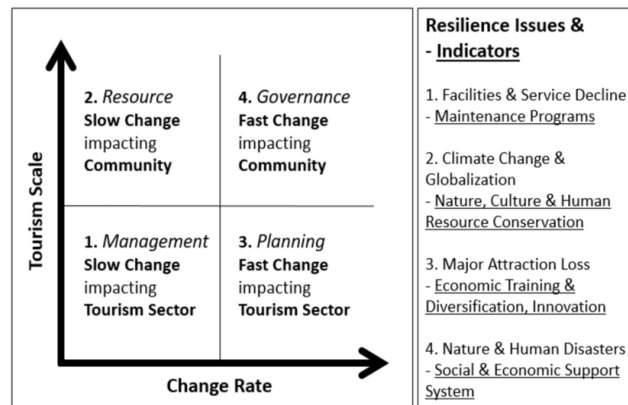 Tourism Scale
2. Resource
Slow Change
impacting
Community
4. Governance
Fast Change
impacting
Community
1. Management
Slow Change
impacting
Tourism Sector
3. Planning
Fast Change
impacting
Tourism Sector
Change Rate
Resilience Issues &
- Indicators
1. Facilities & Service Decline
- Maintenance Programs
2. Climate Change &
Globalization
- Nature, Culture & Human
Resource Conservation
3. Major Attraction Loss
- Economic Training &
Diversification, Innovation
4. Nature & Human Disasters
- Social & Economic Support
System